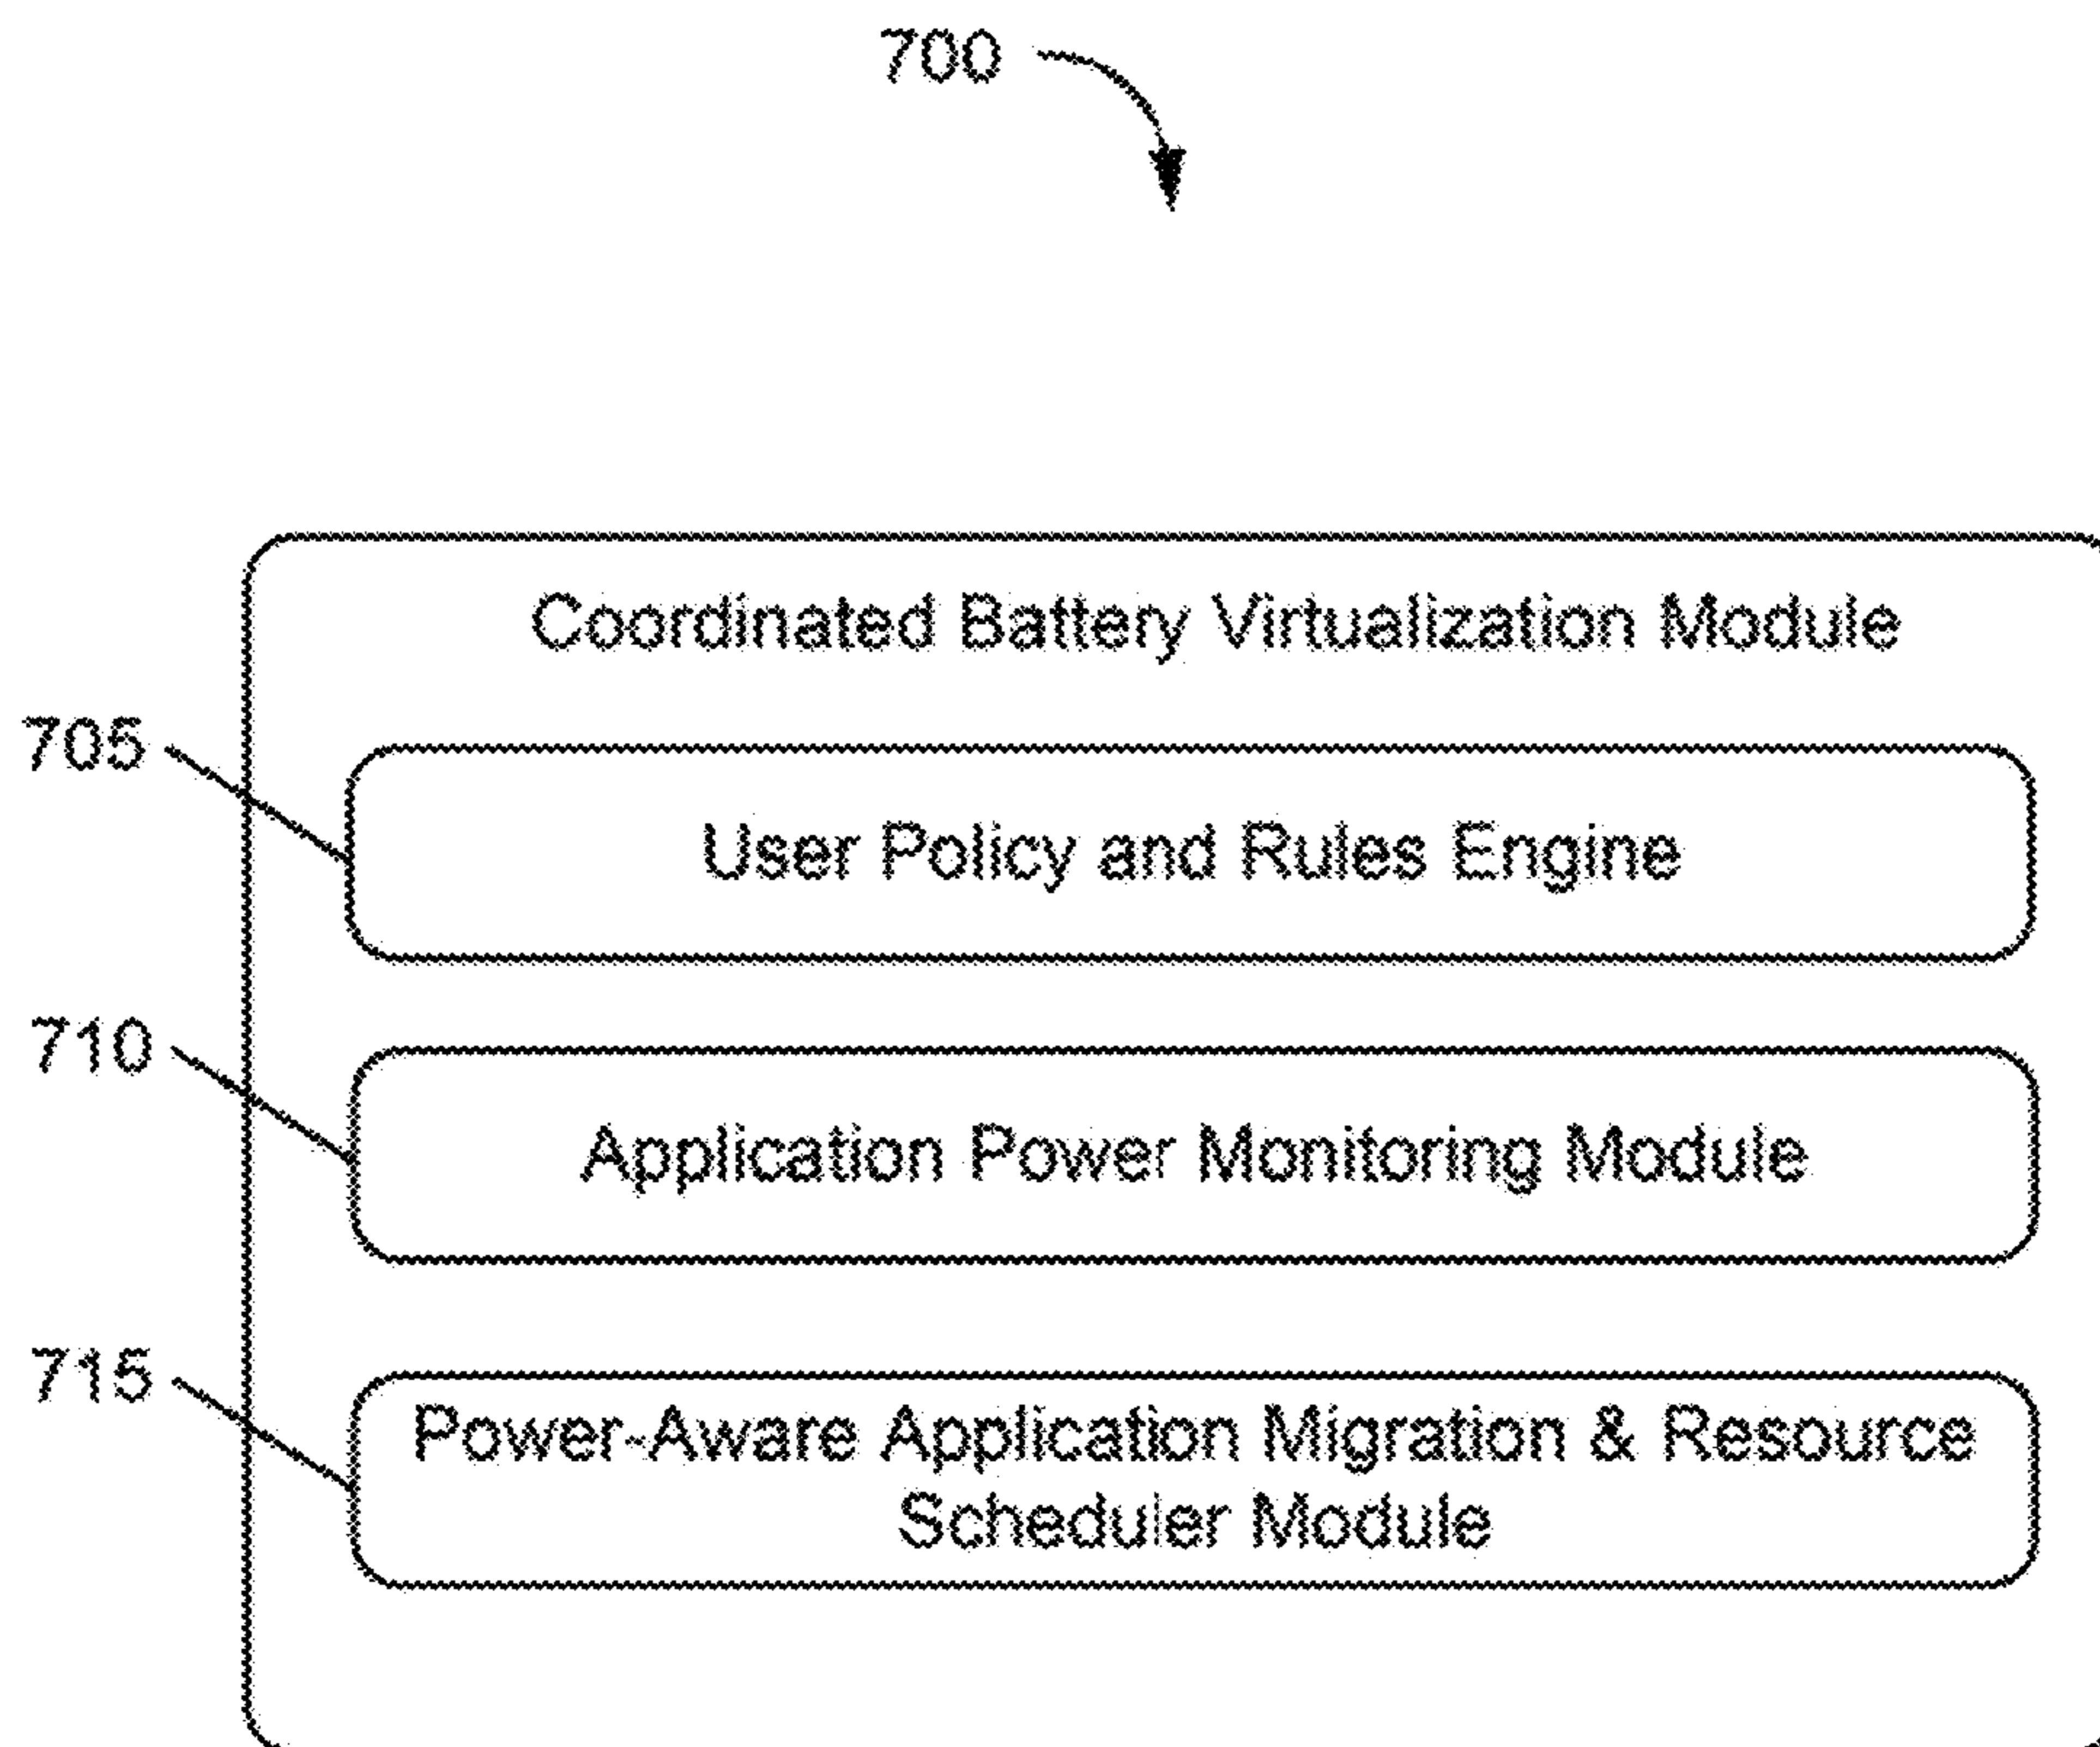 700
Coordinated Battery Virtualization Module
705
User Policy and Rules Engine
710
Application Power Monitoring Module
715
Power-Aware Application Migration & Resource
Scheduler Module